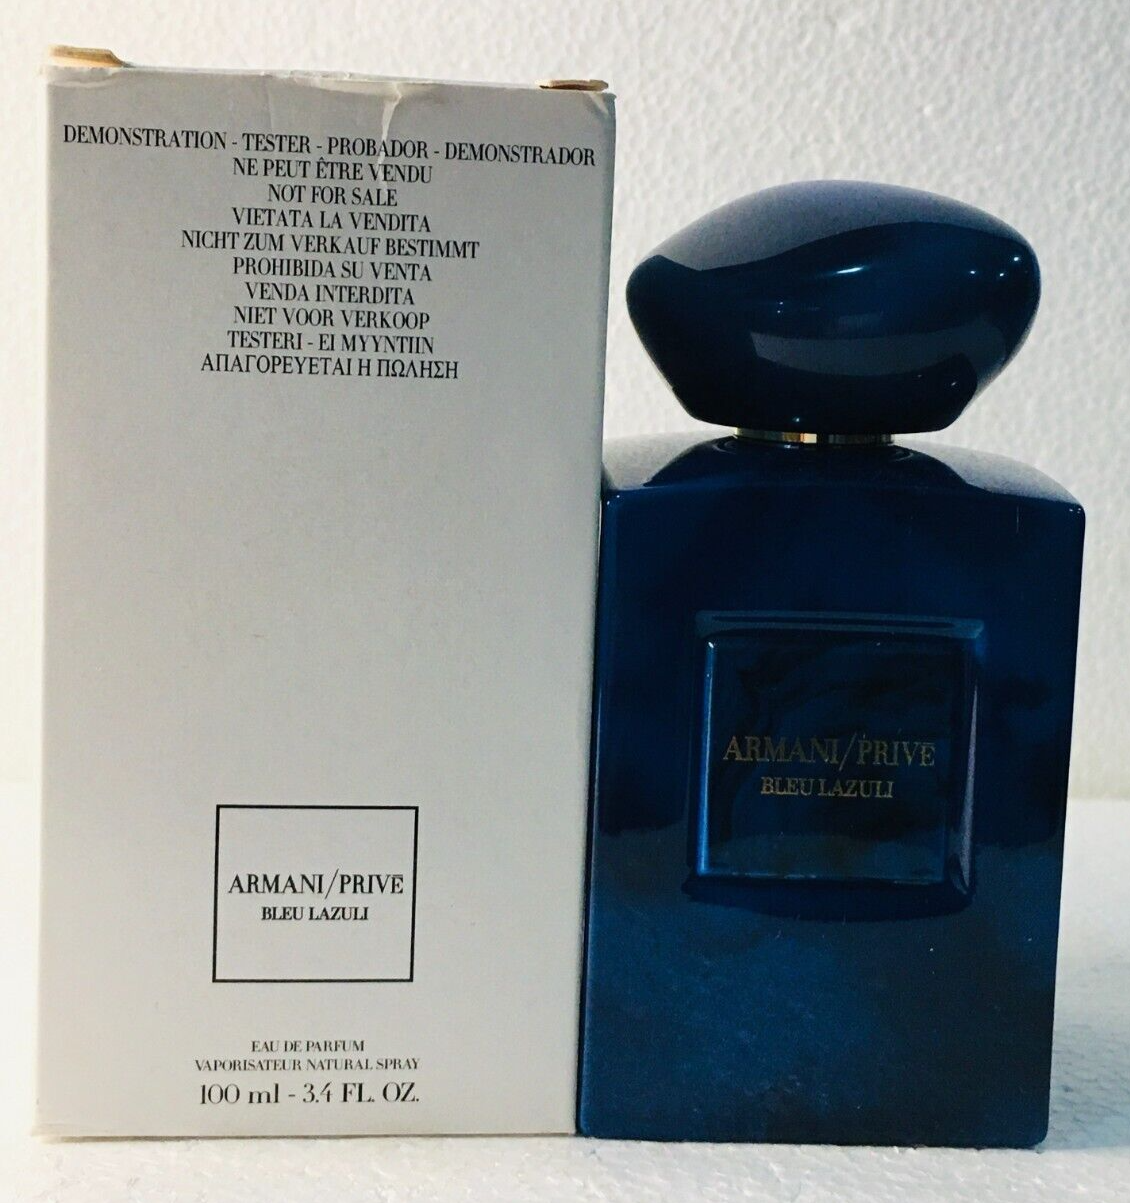 DEMONSTRATION - TESTER - PROBADOR - DEMONSTRADOR
NE PEUT ÊTRE VENDU
NOT FOR SALE
VIETATA LA VENDITA
NICHT ZUM VERKAUF BESTIMMT
PROHIBIDA SU VENTA
VENDA INTERDITA
NIET VOOR VERKOOP
TESTERI - EI MYYNTIIN
ΑΠΑΓΟΡΕΥΕΤΑΙ Η ΠΩΛΗΣΗ
ARMANI/PRIVĒ
BLEU LAZULI
EAU DE PARFUM
VAPORISATEUR NATURAL SPRAY
100 ml - 3.4 FL. OZ.
ARMANI/PRIVĒ
BLEU LAZULI